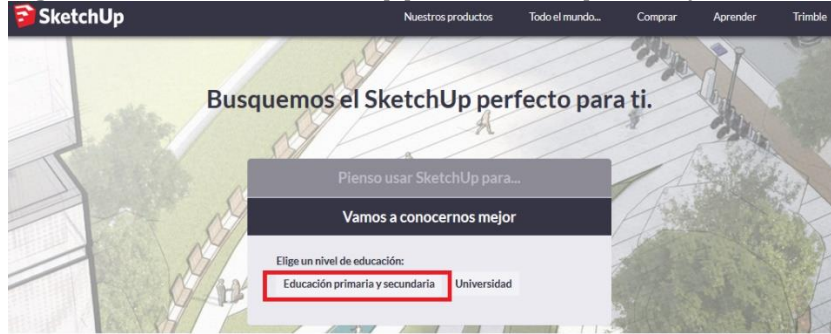 SketchUp
Nuestros productos Todo el mundo... Comprar Aprender Trimble
Busquemos el SketchUp perfecto para ti.
Pienso usar SketchUp para...
Vamos a conocernos mejor
Elige un nivel de educación:
Educación primaria y secundaria Universidad